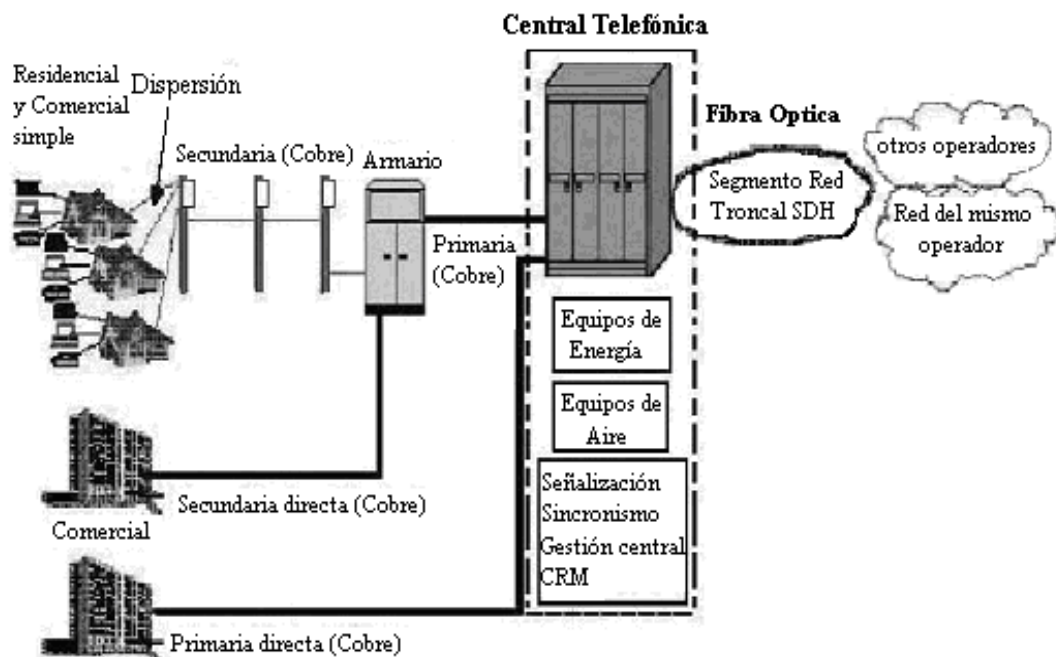 Central Telefónica
Residencial
y Comercial
simple
Dispersión
Secundaria (Cobre)
Armario
Primaria
(Cobre)
Fibra Optica
Segmento Red
Troncal SDH
otros operadores
Red del mismo
operador
Equipos de
Energía
Equipos de
Aire
Señalización
Sincronismo
Gestión central
CRM
Secundaria directa (Cobre)
Comercial
Primaria directa (Cobre)